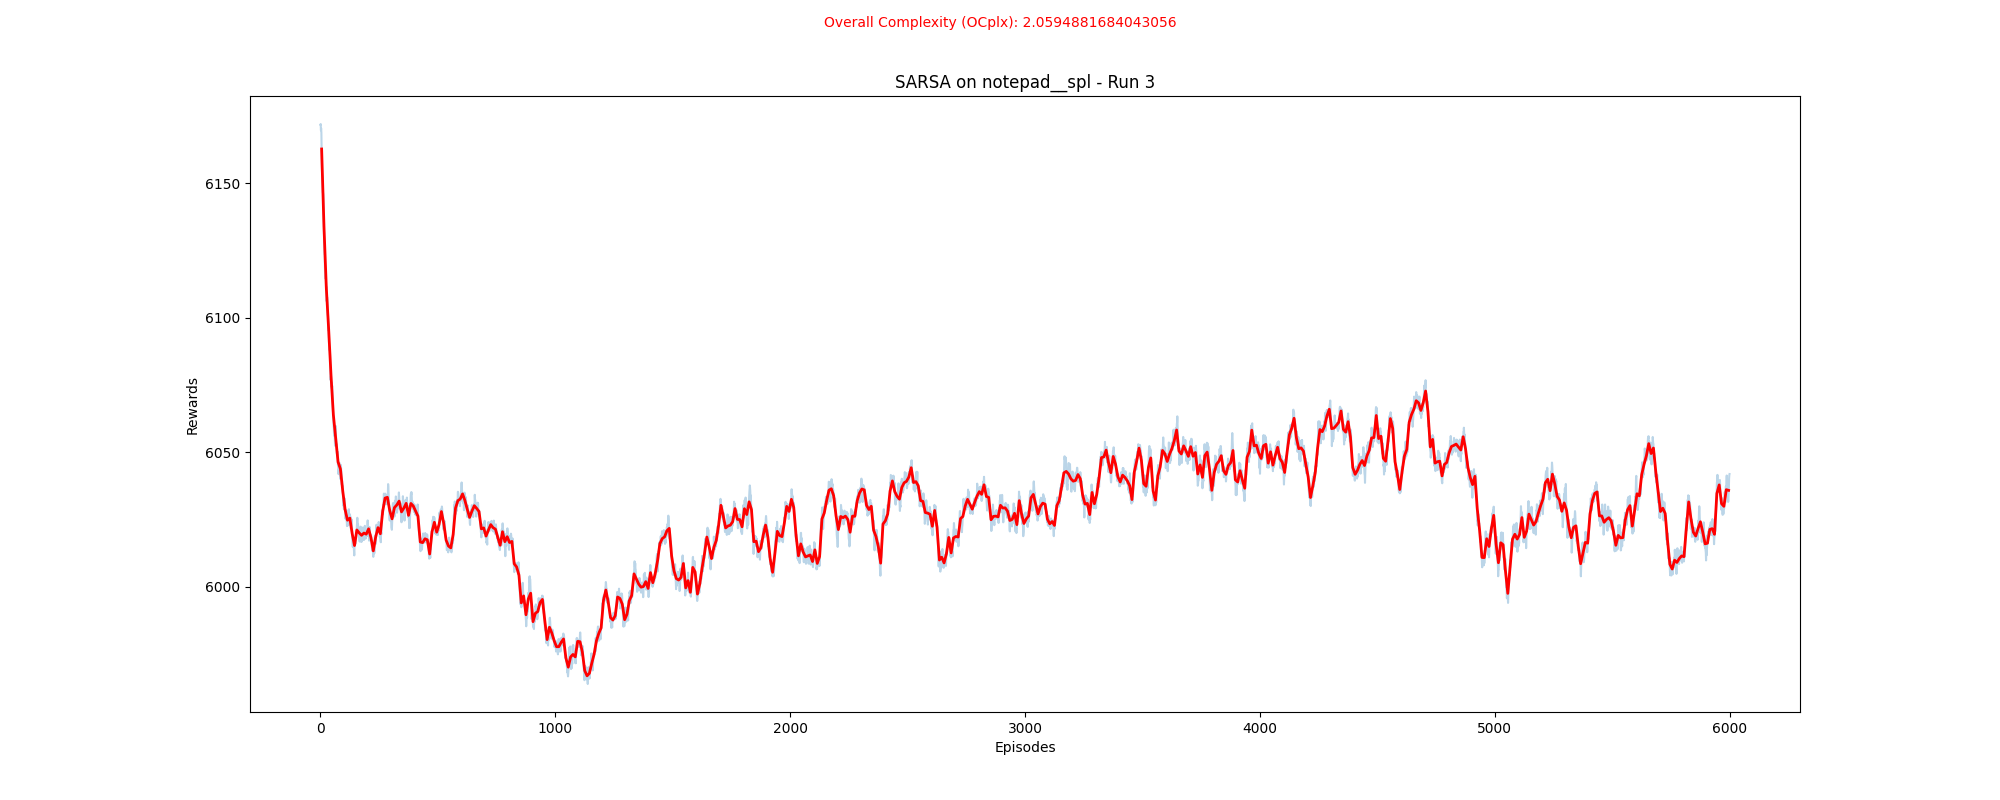 Overall Complexity (OCplx): 2.0594881684043056
SARSA on notepad__spl - Run 3
Rewards
6150
6100
6050
6000
0 1000 2000 3000 4000 5000 6000
Episodes